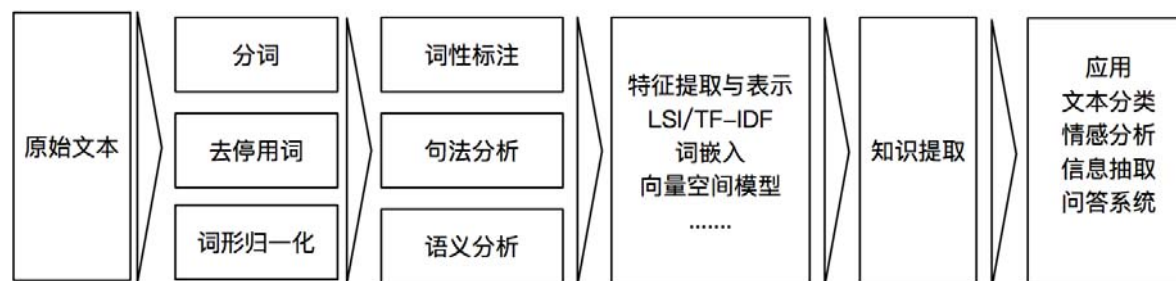 原始文本
分词
去停用词
词形归一化
词性标注
句法分析
语义分析
特征提取与表示
LSI/TF-IDF
词嵌入
向量空间模型
.......
知识提取
应用
文本分类
情感分析
信息抽取
问答系统